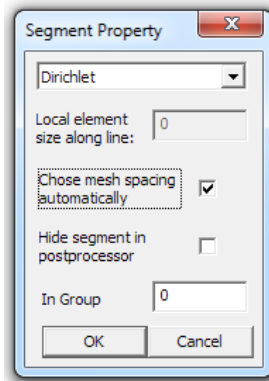 Segment Property
Dirichlet
Local element
size along line:
0
Chose mesh spacing
automatically
Hide segment in
postprocessor
In Group
0
OK
Cancel